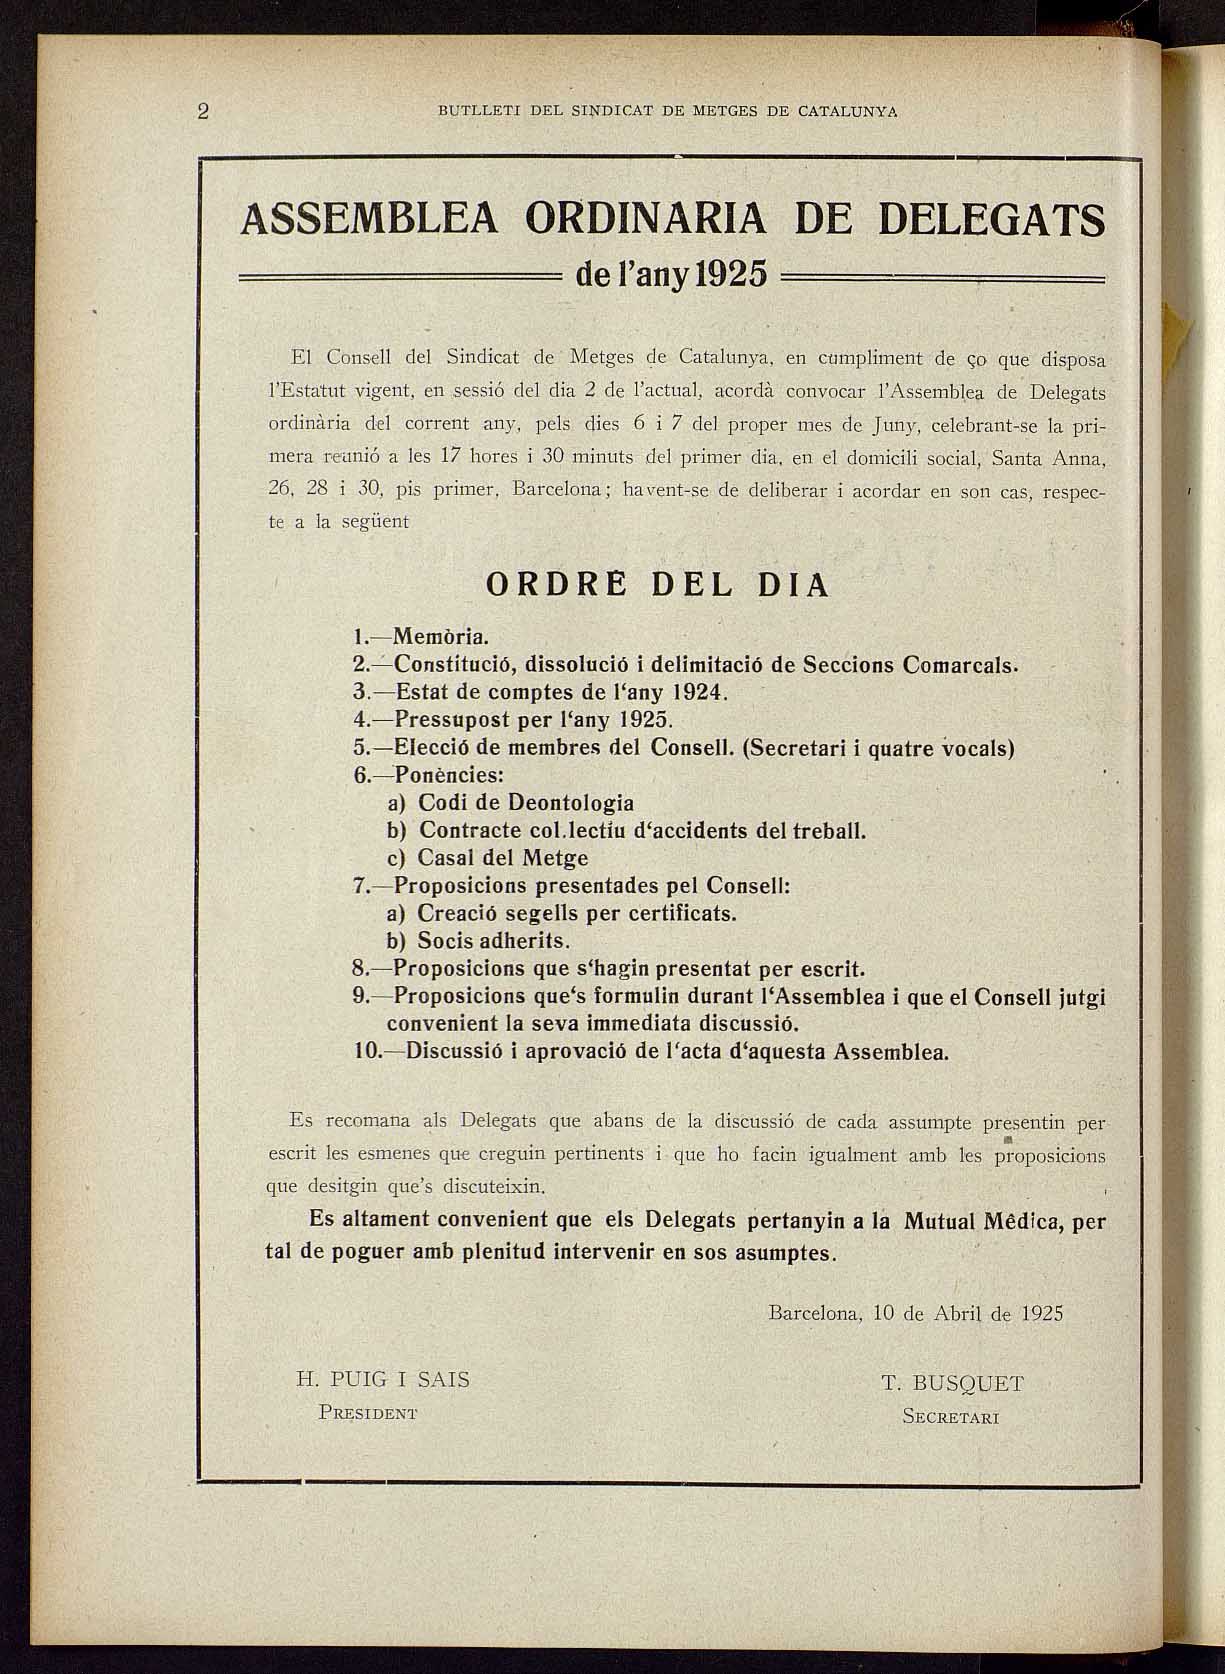 2
BUTLLETI DEL SINDICAT DE METGES DE CATALUNYA
ASSEMBLEA ORDINARIA DE DELEGATS
de l'any 1925
El Consell del Sindicat de Metges de Catalunya, en cumpliment de ço que disposa
l'Estatut vigent, en sessió del dia 2 de l'actual, acordà convocar l'Assemblea de Delegats
ordinària del corrent any, pels dies 6 i 7 del proper mes de Juny, celebrant-se la pri-
mera reunió a les 17 hores i 30 minuts del primer dia, en el domicili social, Santa Anna,
26, 28 i 30, pis primer, Barcelona; havent-se de deliberar i acordar en son cas, respec-
te a la següent
ORDRE DEL DIA
1.—Memòria.
2.—Constitució, dissolució i delimitació de Seccions Comarcals.
3.—Estat de comptes de l‘any 1924.
4.—Pressupost per l‘any 1925.
5.—Elecció de membres del Consell. (Secretari i quatre vocals)
6.—Ponències:
a) Codi de Deontologia
b) Contracte col.lectiu d‘accidents del treball.
c) Casal del Metge
7.—Proposicions presentades pel Consell:
a) Creació segells per certificats.
b) Socis adherits.
8.—Proposicions que s‘hagin presentat per escrit.
9.—Proposicions que‘s formulin durant l‘Assemblea i que el Consell jutgi
convenient la seva immediata discussió.
10.—Discussió i aprovació de l‘acta d‘aquesta Assemblea.
Es recomana als Delegats que abans de la discussió de cada assumpte presentin per
escrit les esmenes que creguin pertinents i que ho facin igualment amb les proposicions
que desitgin que's discuteixin.
Es altament convenient que els Delegats pertanyin a la Mutual Mêdica, per
tal de poguer amb plenitud intervenir en sos asumptes.
Barcelona, 10 de Abril de 1925
H. PUIG I SAIS
PRESIDENT
T. BUSQUET
SECRETARI